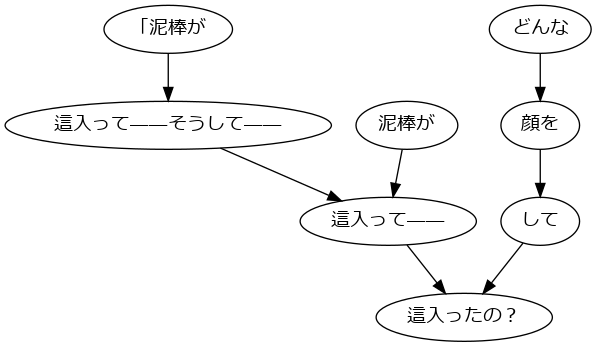 「泥棒が
どんな
這入って——そうして——
泥棒が
顔を
這入って——
して
這入ったの？